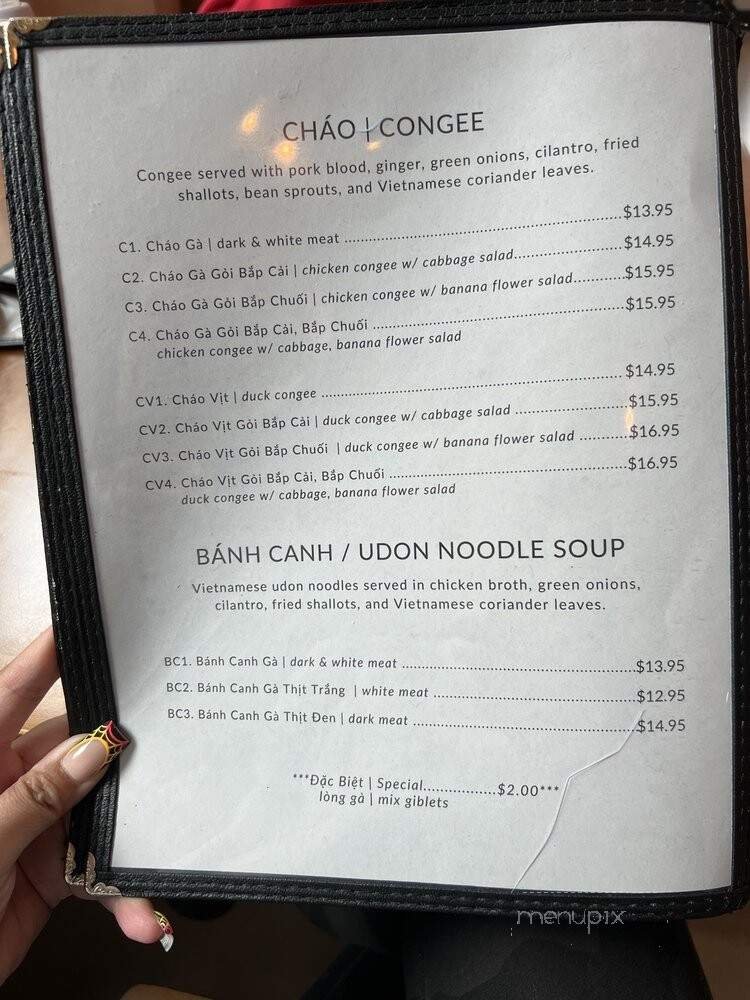 CHÁO | CONGEE
Congee served with pork blood, ginger, green onions, cilantro, fried
shallots, bean sprouts, and Vietnamese coriander leaves.
C1. Cháo Gà | dark & white meat ........ $13.95
C2. Cháo Gà Gỏi Bắp Cải | chicken congee w/ cabbage salad........ $14.95
C3. Cháo Gà Gỏi Bắp Chuối | chicken congee w/ banana flower salad........ $15.95
C4. Cháo Gà Gỏi Bắp Cải, Bắp Chuối ........ $15.95
chicken congee w/ cabbage, banana flower salad
CV1. Cháo Vịt | duck congee ........ $14.95
CV2. Cháo Vịt Gỏi Bắp Cải | duck congee w/ cabbage salad ........ $15.95
CV3. Cháo Vịt Gỏi Bắp Chuối | duck congee w/ banana flower salad ........ $16.95
CV4. Cháo Vịt Gỏi Bắp Cải, Bắp Chuối ........ $16.95
duck congee w/ cabbage, banana flower salad
BÁNH CANH / UDON NOODLE SOUP
Vietnamese udon noodles served in chicken broth, green onions,
cilantro, fried shallots, and Vietnamese coriander leaves.
BC1. Bánh Canh Gà | dark & white meat ........ $13.95
BC2. Bánh Canh Gà Thịt Trắng | white meat ........ $12.95
BC3. Bánh Canh Gà Thịt Đen | dark meat ........ $14.95
***Đặc Biệt | Special........ $2.00***
lòng gà | mix giblets
menupix